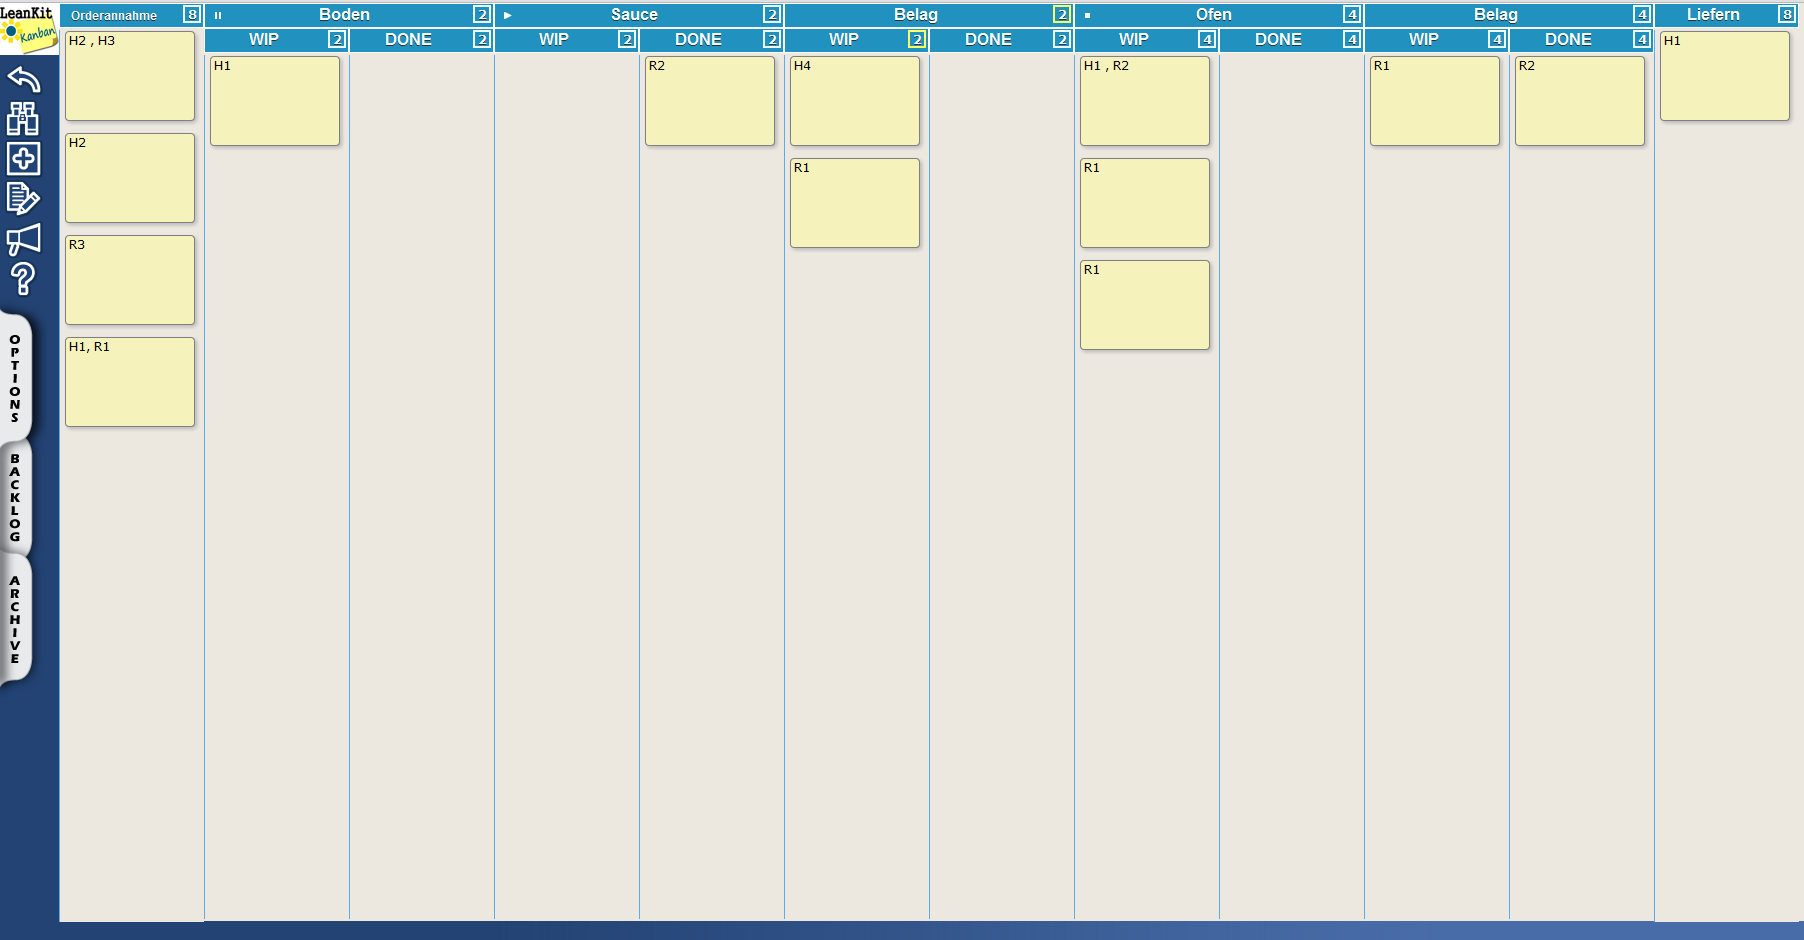 LeanKit
Kanban
OPTIONS
BACKLOG
ARCHIVE
Orderannahme 8
H2 , H3
H2
R3
H1, R1
Boden 2
WIP 2
H1
DONE 2
Sauce 2
WIP 2
DONE 2
R2
Belag 2
WIP 2
H4
R1
DONE 2
Ofen 4
WIP 4
H1 , R2
R1
R1
DONE 4
Belag 4
WIP 4
R1
DONE 4
R2
Liefern 8
H1